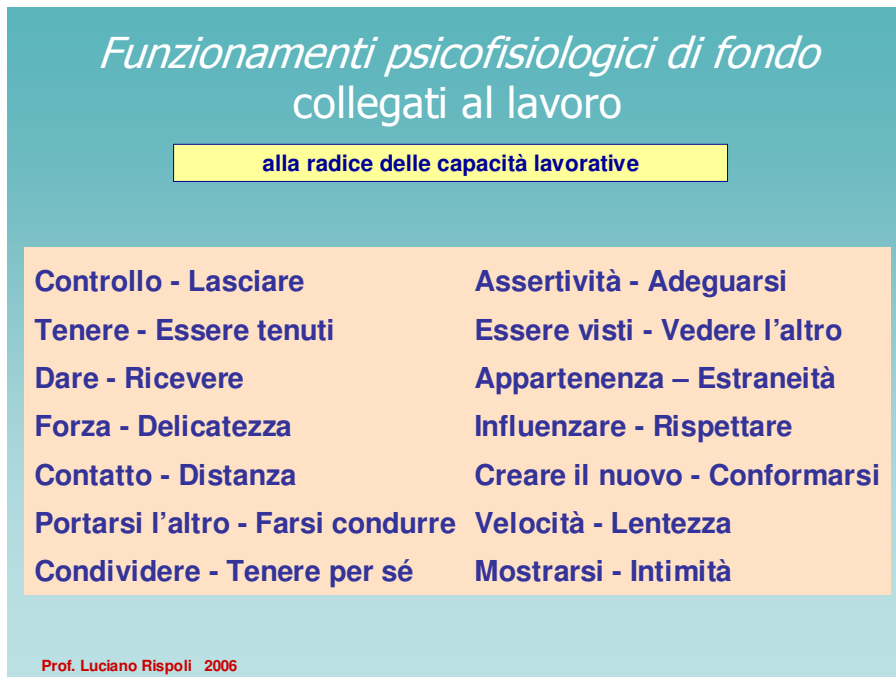 Funzionamenti psicofisiologici di fondo
collegati al lavoro
alla radice delle capacità lavorative
Controllo - Lasciare
Tenere - Essere tenuti
Dare - Ricevere
Forza - Delicatezza
Contatto - Distanza
Portarsi l'altro - Farsi condurre
Condividere - Tenere per sé
Assertività - Adeguarsi
Essere visti - Vedere l'altro
Appartenenza – Estraneità
Influenzare - Rispettare
Creare il nuovo - Conformarsi
Velocità - Lentezza
Mostrarsi - Intimità
Prof. Luciano Rispoli 2006